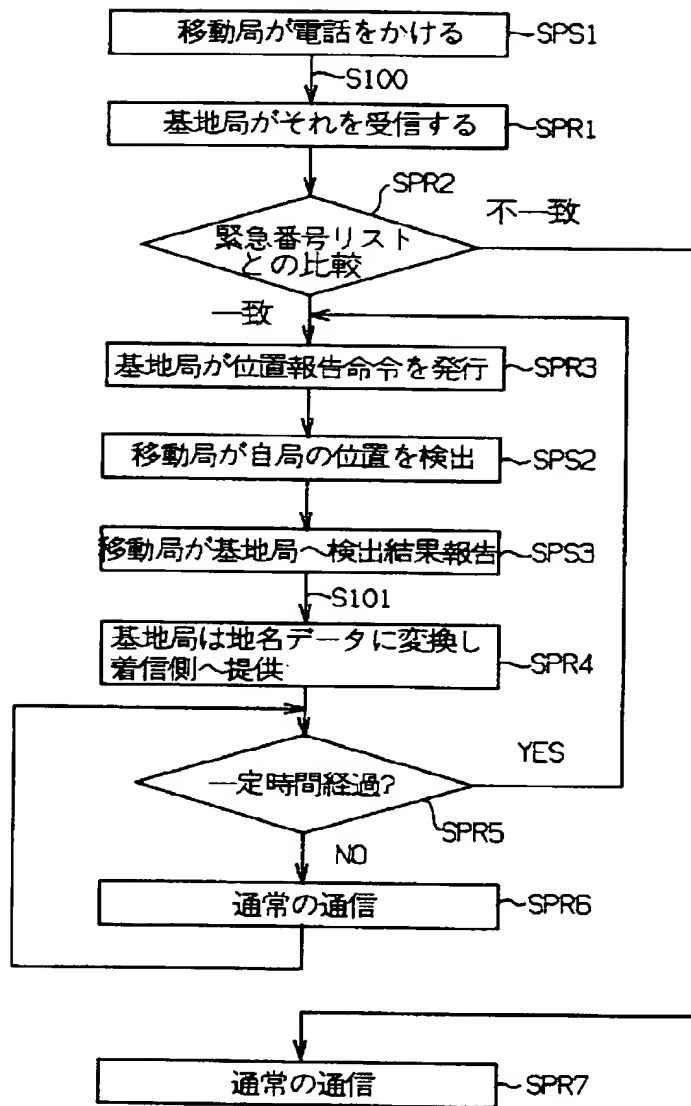 移動局が電話をかける
SPS1
S100
基地局がそれを受信する
SPR1
SPR2
不一致
緊急番号リスト
との比較
一致
基地局が位置報告命令を発行
SPR3
移動局が自局の位置を検出
SPS2
移動局が基地局へ検出結果報告
SPS3
S101
基地局は地名データに変換し
着信側へ提供
SPR4
YES
一定時間経過?
SPR5
NO
通常の通信
SPR6
通常の通信
SPR7